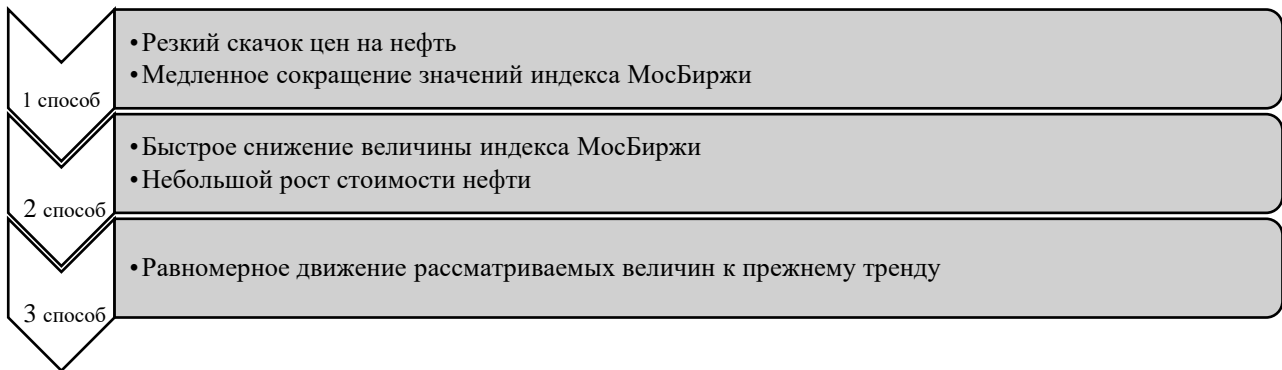 1 способ
•Резкий скачок цен на нефть
•Медленное сокращение значений индекса МосБиржи
2 способ
•Быстрое снижение величины индекса МосБиржи
•Небольшой рост стоимости нефти
3 способ
•Равномерное движение рассматриваемых величин к прежнему тренду